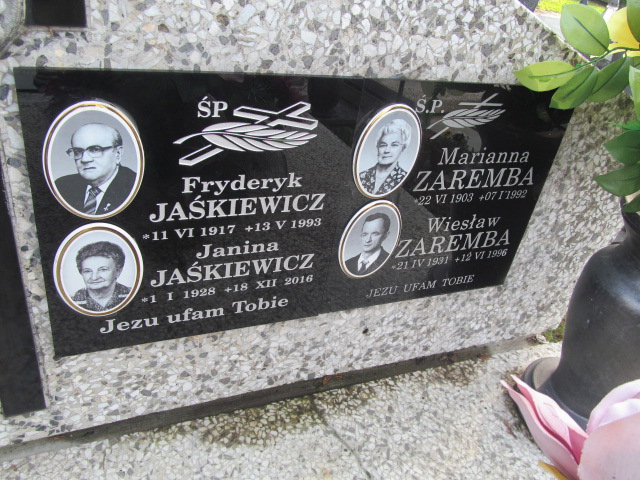 ŚP
Fryderyk
JAŚKIEWICZ
*11 VI 1917 +13 V 1993
Janina
JAŚKIEWICZ
*1 I 1928 +18 XII 2016
Jezu ufam Tobie
Ś.P.
Marianna
ZAREMBA
*22 VI 1903 +07 I 1992
Wiesław
ZAREMBA
*21 IV 1931 +12 VI 1996
JEZU UFAM TOBIE